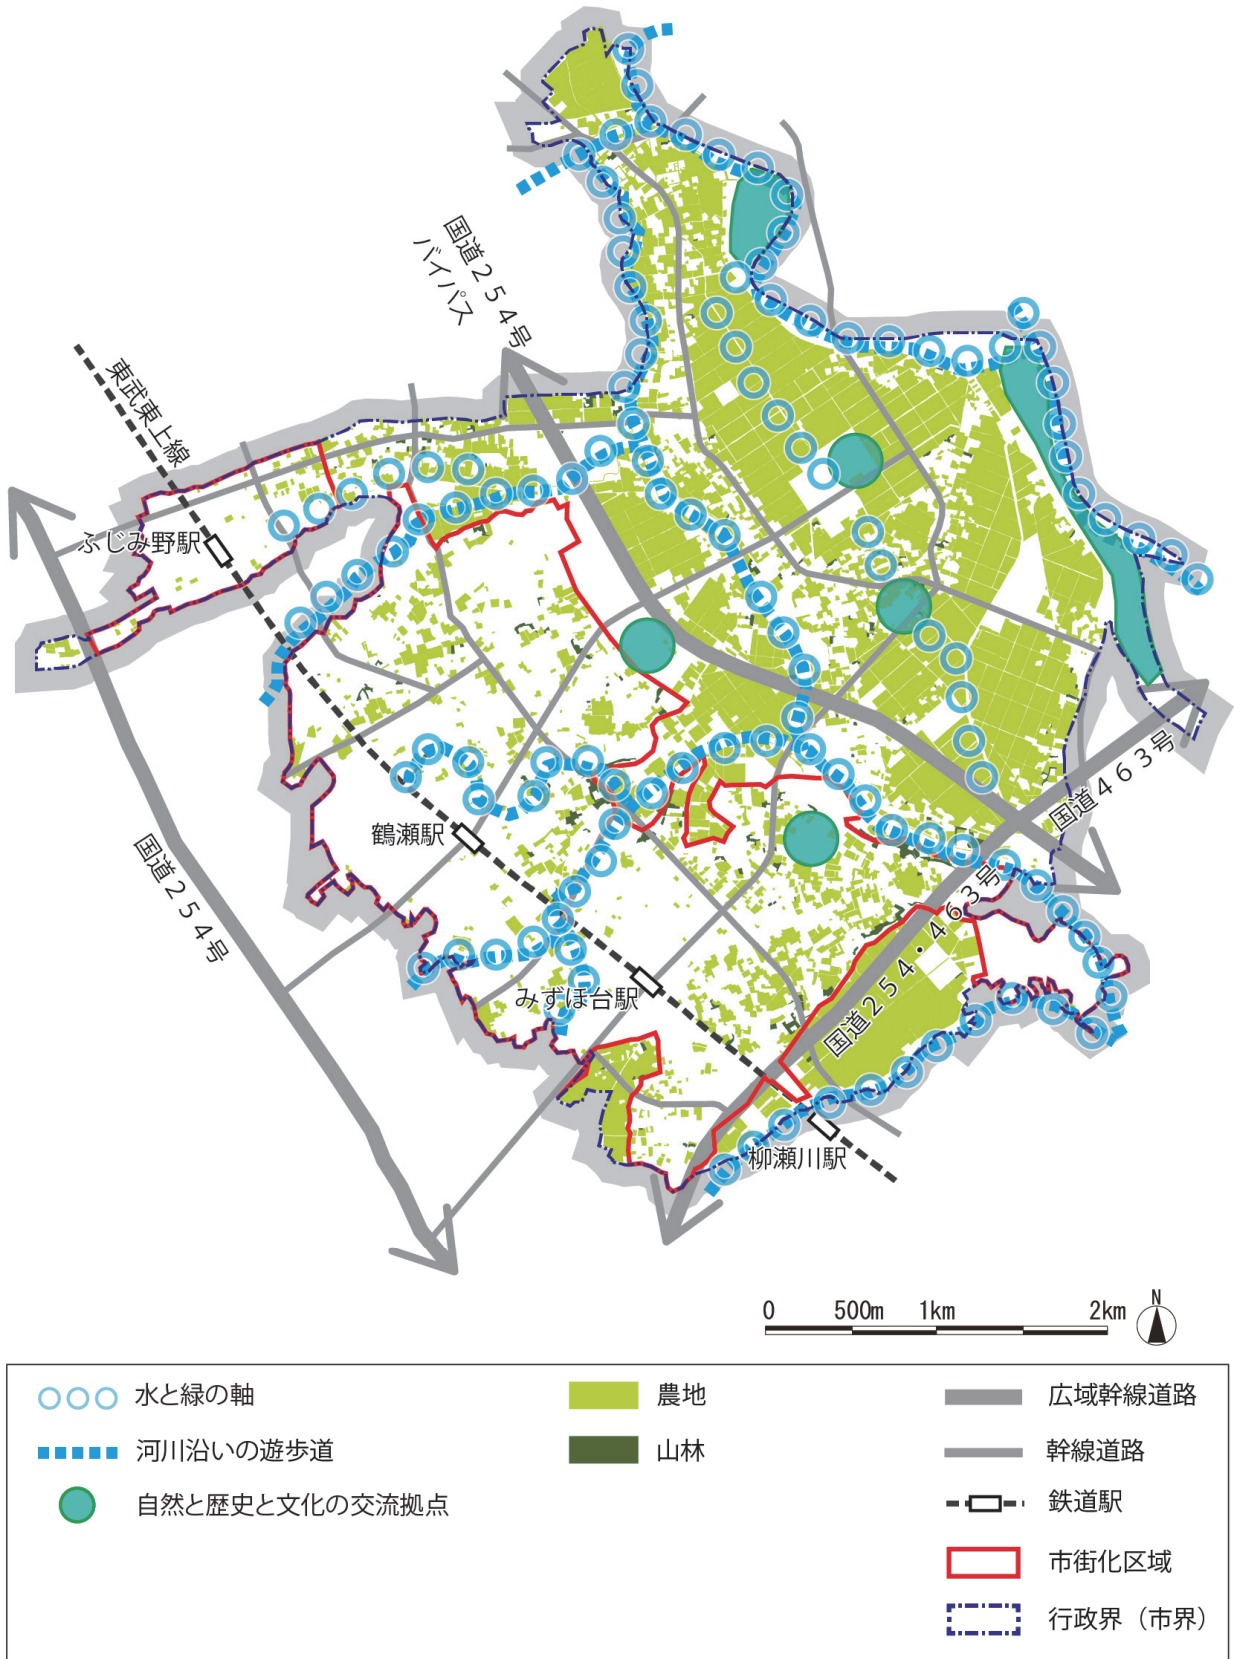 国道２５４号
バイパス
東武東上線
ふじみ野駅
国道４６３号
鶴瀬駅
国道２５４号
国道２５４・４６３号
みずほ台駅
柳瀬川駅
0 500m 1km 2km
N
水と緑の軸
河川沿いの遊歩道
自然と歴史と文化の交流拠点
農地
山林
広域幹線道路
幹線道路
鉄道駅
市街化区域
行政界（市界）